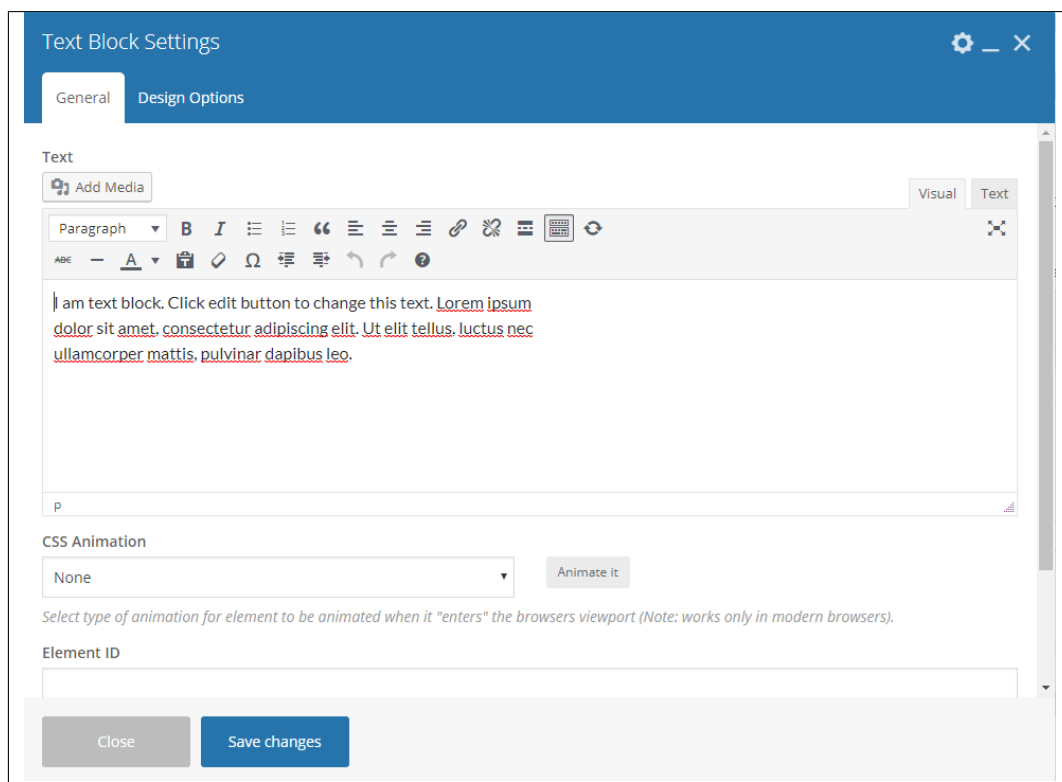 Text Block Settings
General Design Options
Text
Add Media
Visual Text
Paragraph B I
ABC A Ω
I am text block. Click edit button to change this text. Lorem ipsum
dolor sit amet, consectetur adipiscing elit. Ut elit tellus, luctus nec
ullamcorper mattis, pulvinar dapibus leo.
p
CSS Animation
None Animate it
Select type of animation for element to be animated when it "enters" the browsers viewport (Note: works only in modern browsers).
Element ID
Close Save changes